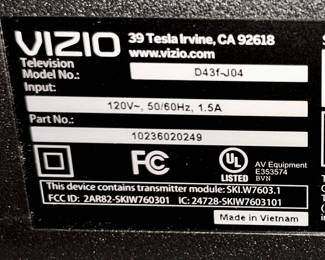 VIZIO 39 Tesla Irvine, CA 92618
www.vizio.com
Television
Model No.: D43f-J04
Input:
120V~, 50/60Hz, 1.5A
Part No.:
10236020249
FC UL LISTED AV Equipment
E353574
BVN
This device contains transmitter module: SKI.W7603.1
FCC ID: 2AR82-SKIW760301 IC: 24728-SKIW7603101
Made in Vietnam